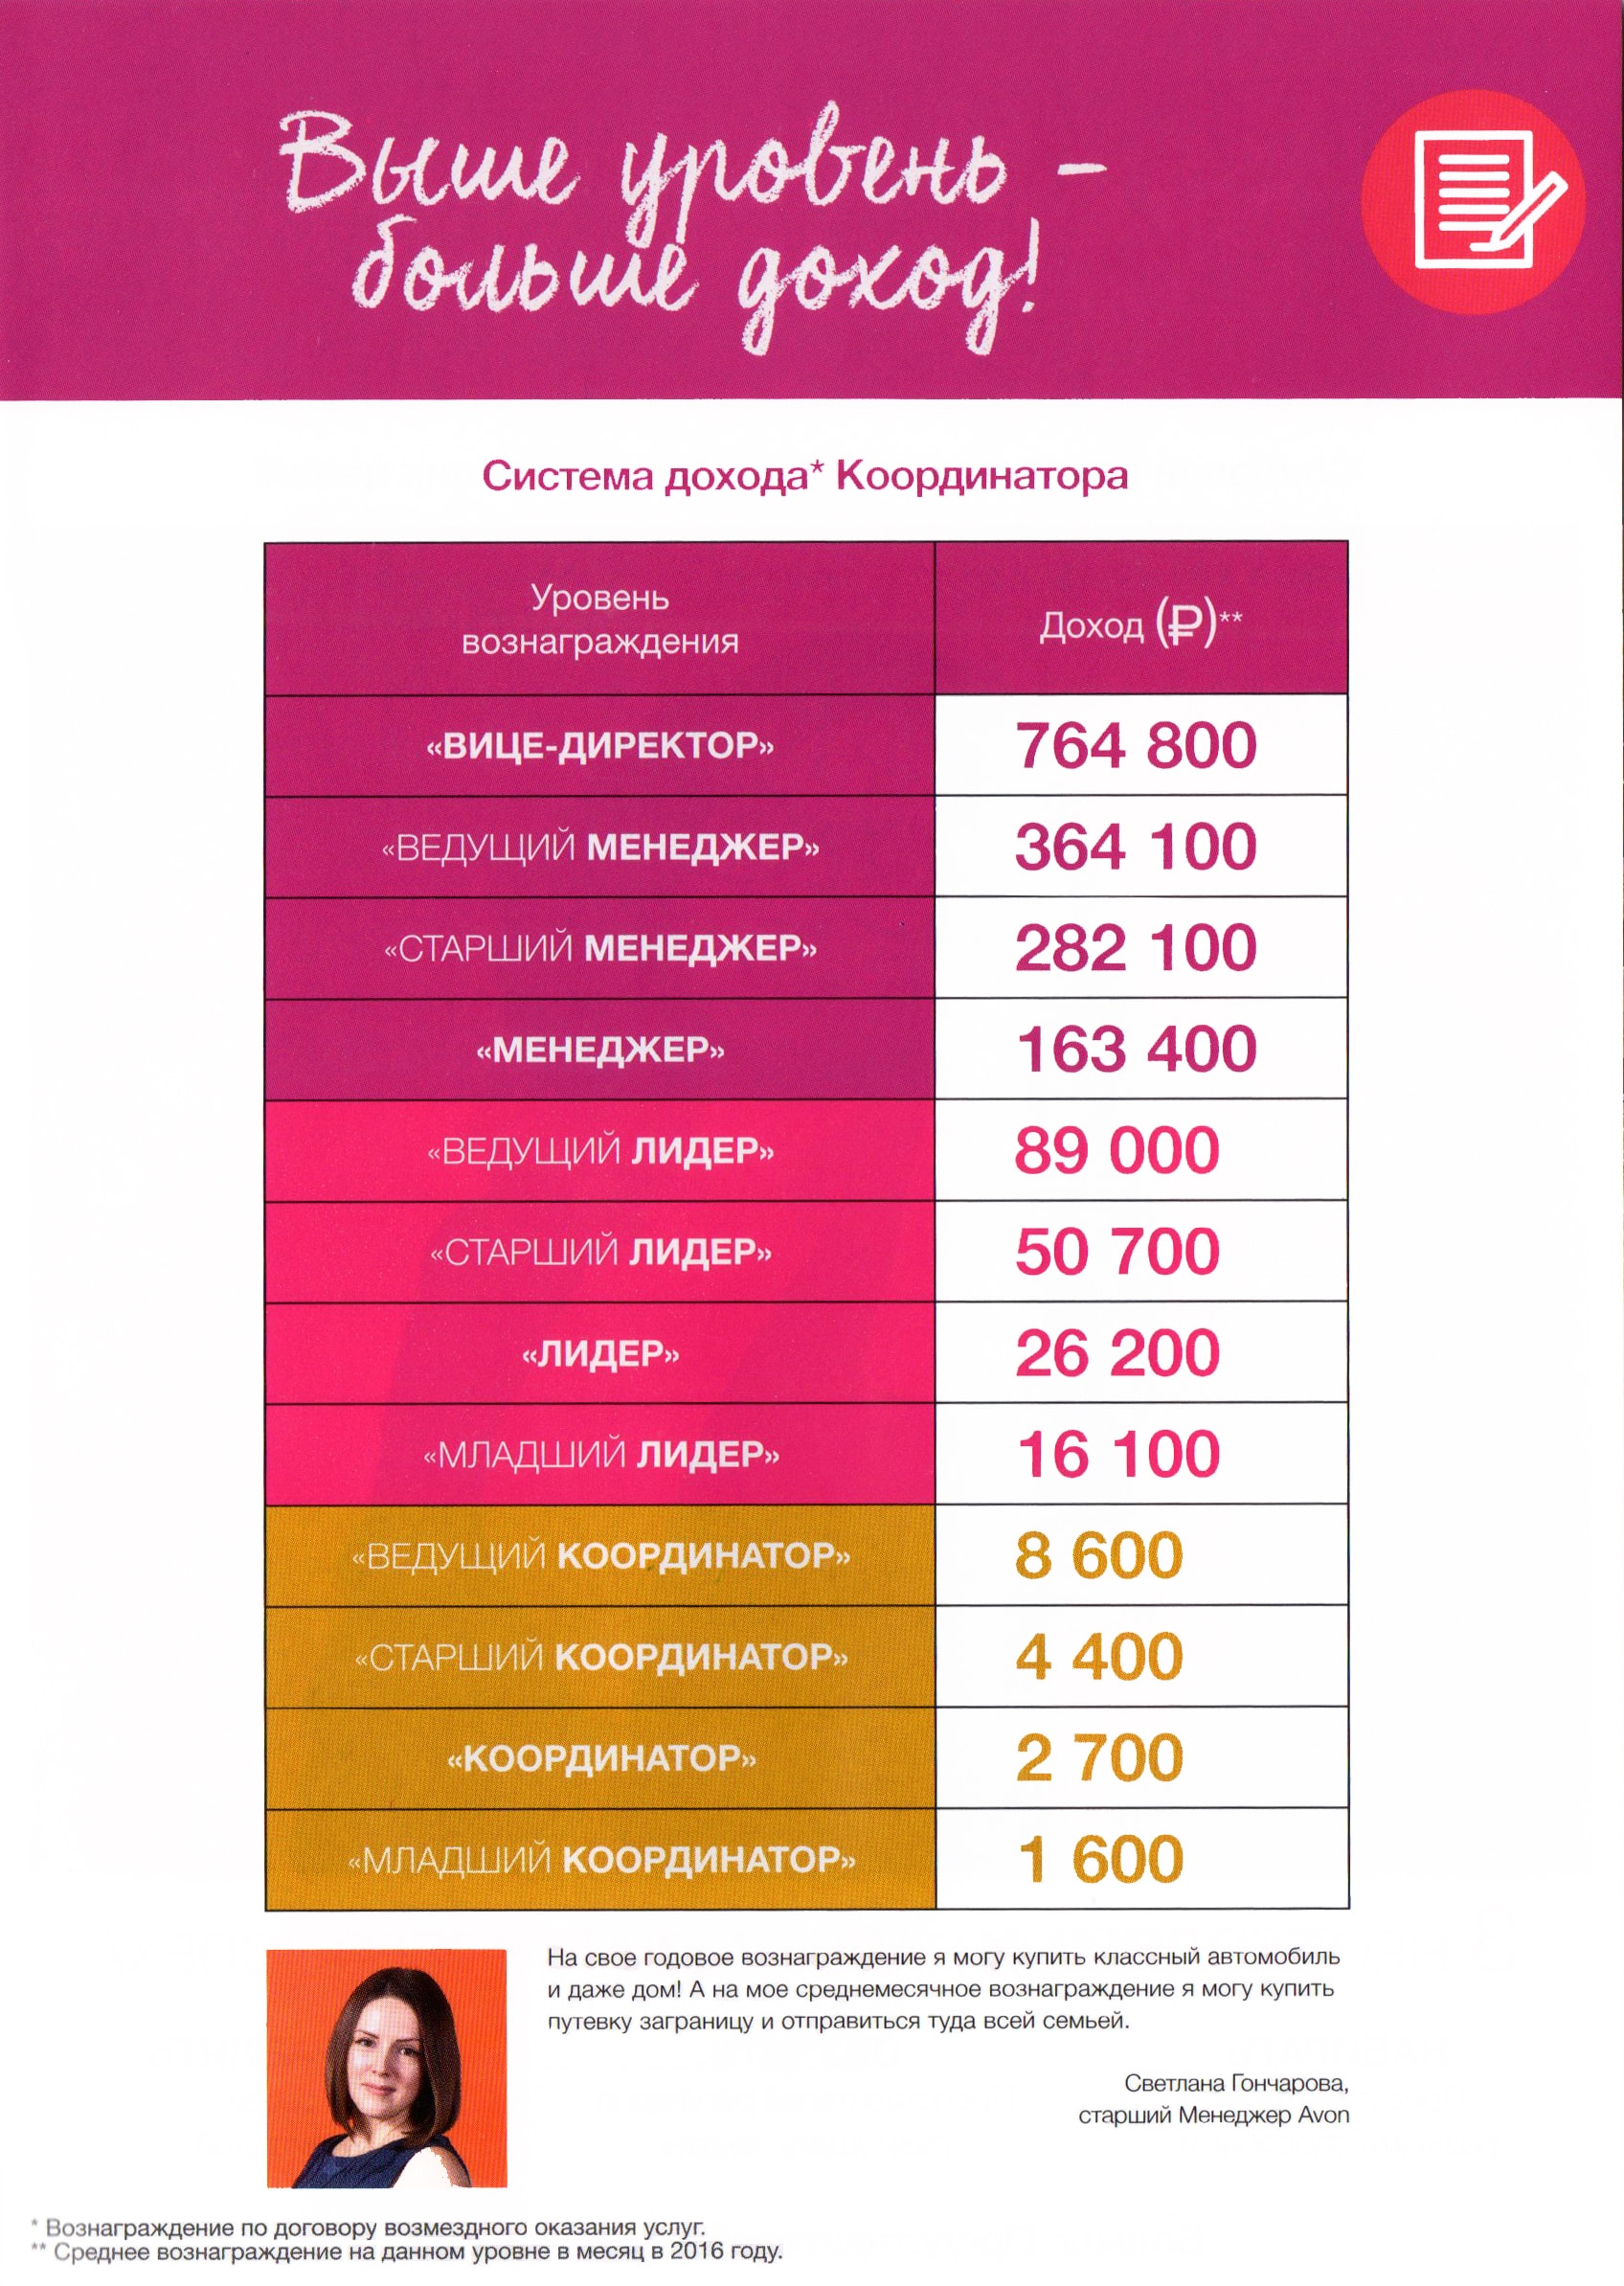 Выше уровень –
больше доход!
Система дохода* Координатора
Уровень
вознаграждения
Доход (₽)**
«ВИЦЕ-ДИРЕКТОР»
764 800
«ВЕДУЩИЙ МЕНЕДЖЕР»
364 100
«СТАРШИЙ МЕНЕДЖЕР»
282 100
«МЕНЕДЖЕР»
163 400
«ВЕДУЩИЙ ЛИДЕР»
89 000
«СТАРШИЙ ЛИДЕР»
50 700
«ЛИДЕР»
26 200
«МЛАДШИЙ ЛИДЕР»
16 100
«ВЕДУЩИЙ КООРДИНАТОР»
8 600
«СТАРШИЙ КООРДИНАТОР»
4 400
«КООРДИНАТОР»
2 700
«МЛАДШИЙ КООРДИНАТОР»
1 600
На свое годовое вознаграждение я могу купить классный автомобиль
и даже дом! А на мое среднемесячное вознаграждение я могу купить
путевку заграницу и отправиться туда всей семьей.
Светлана Гончарова,
старший Менеджер Avon
* Вознаграждение по договору возмездного оказания услуг.
** Среднее вознаграждение на данном уровне в месяц в 2016 году.